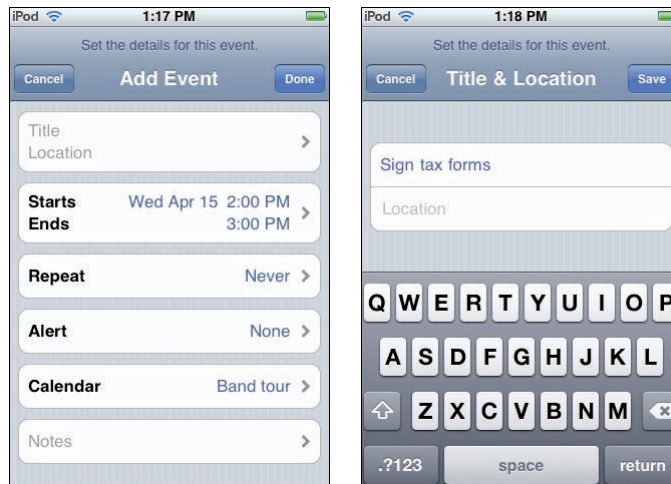 iPod 1:17 PM
Set the details for this event.
Cancel Add Event Done
Title
Location
Starts Wed Apr 15 2:00 PM
Ends 3:00 PM
Repeat Never
Alert None
Calendar Band tour
Notes
iPod 1:18 PM
Set the details for this event.
Cancel Title & Location Save
Sign tax forms
Location
Q W E R T Y U I O P
A S D F G H J K L
Z X C V B N M
.?123 space return